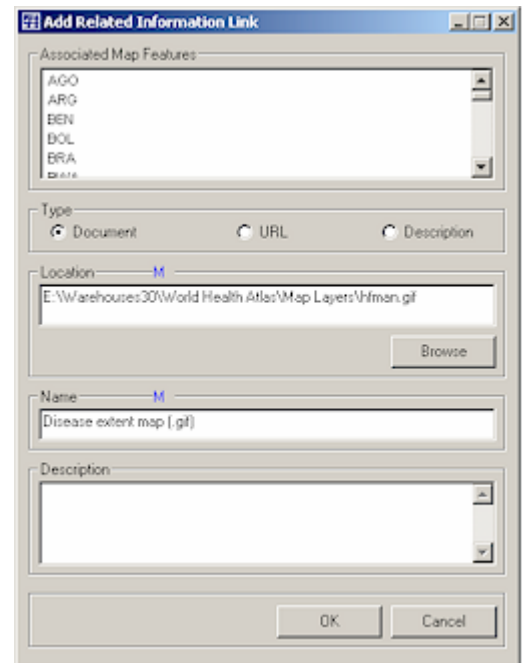 Add Related Information Link
Associated Map Features
AGO
ARG
BEN
BOL
BRA
Type
Document URL Description
Location M
E:\Warehouses30\World Health Atlas\Map Layers\hfman.gif
Browse
Name M
Disease extent map (.gif)
Description
OK Cancel